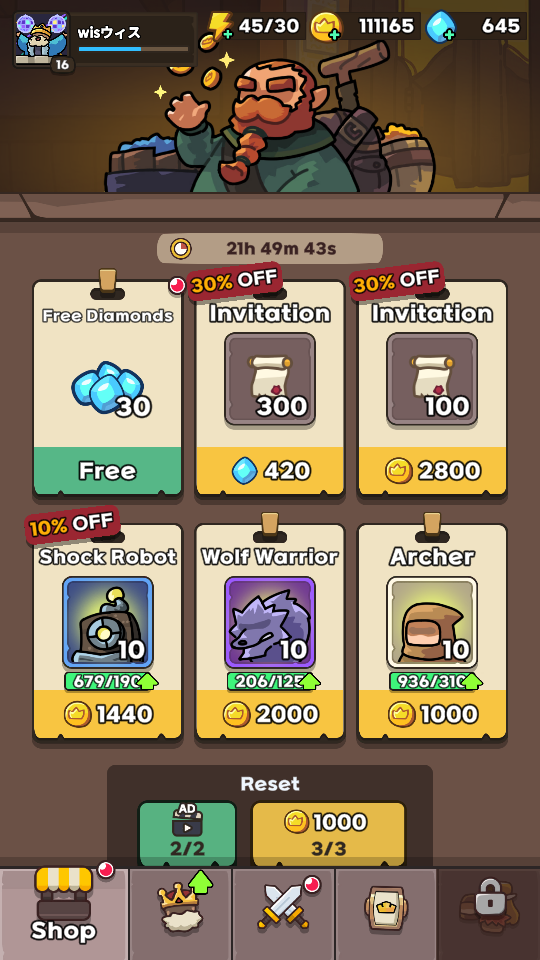 wisウィス
16
45/30
111165
645
21h 49m 43s
Free Diamonds
30
Free
30% OFF
Invitation
300
420
30% OFF
Invitation
100
2800
10% OFF
Shock Robot
10
679/190
1440
Wolf Warrior
10
206/125
2000
Archer
10
936/310
1000
Reset
AD
2/2
1000
3/3
Shop